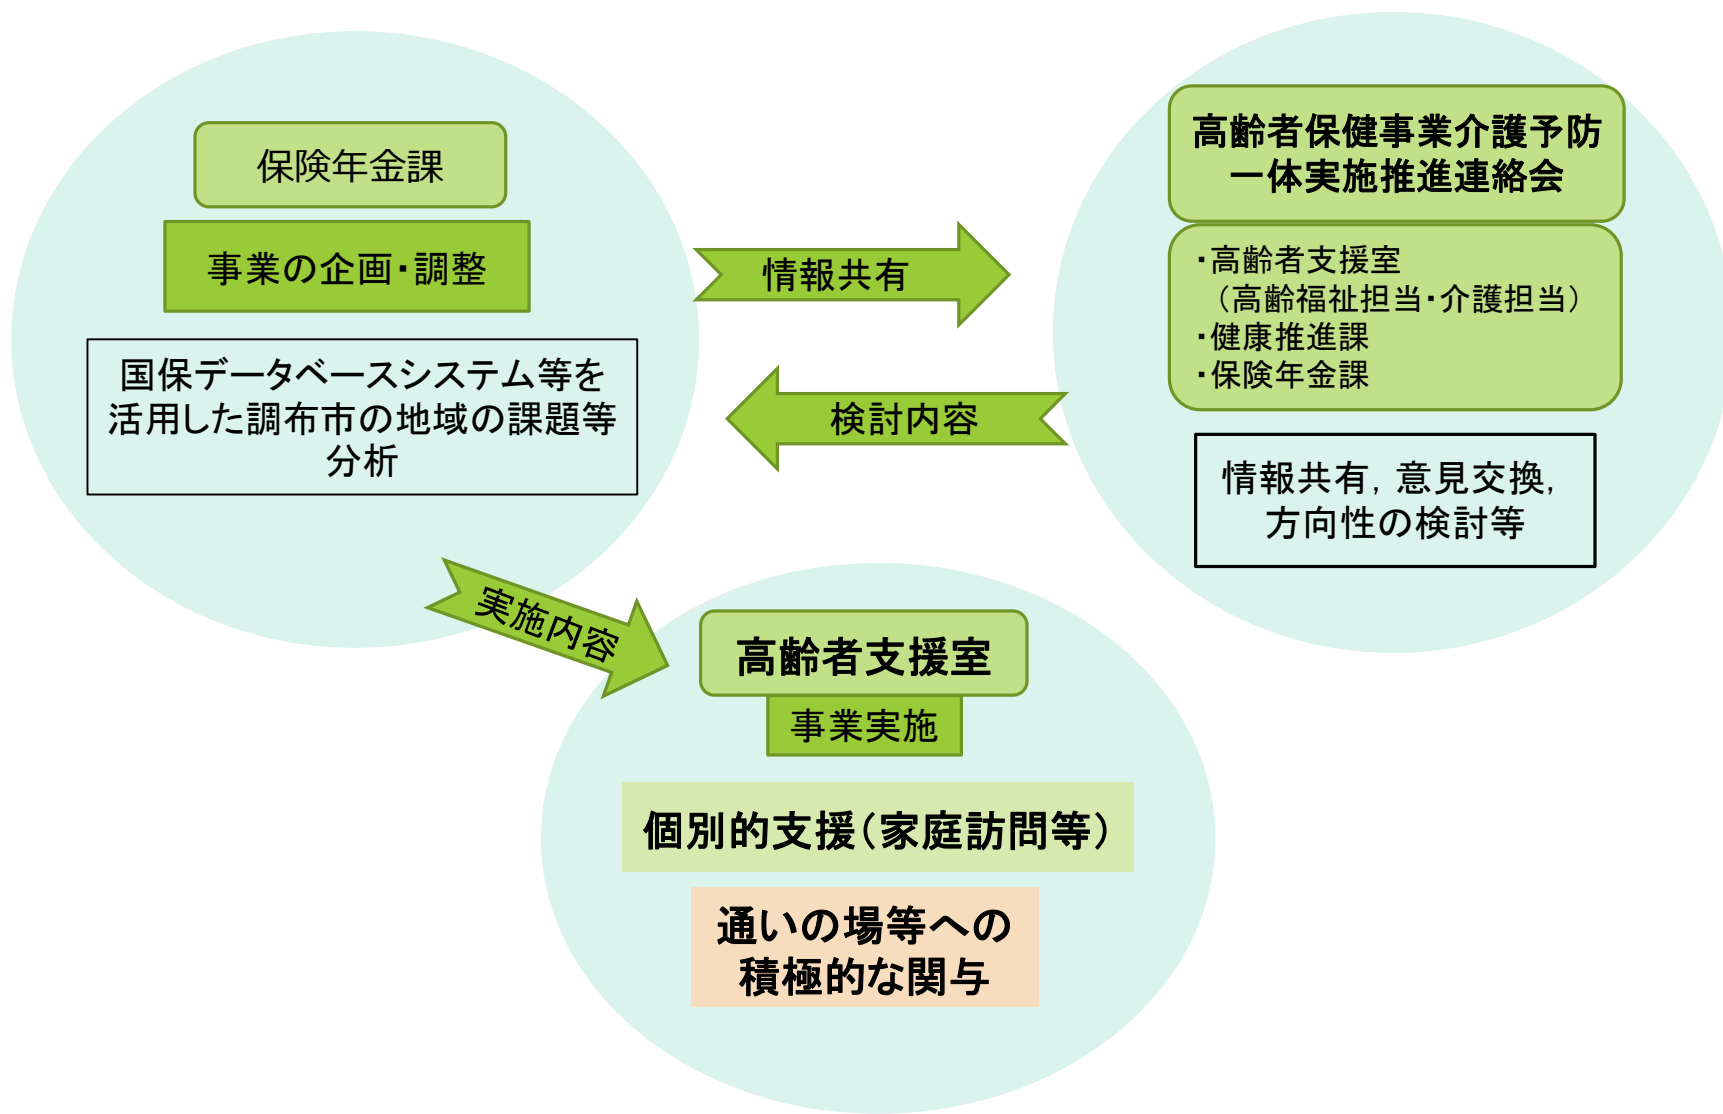 保険年金課
事業の企画・調整
国保データベースシステム等を
活用した調布市の地域の課題等
分析
情報共有
検討内容
高齢者保健事業介護予防
一体実施推進連絡会
・高齢者支援室
（高齢福祉担当・介護担当）
・健康推進課
・保険年金課
情報共有，意見交換，
方向性の検討等
実施内容
高齢者支援室
事業実施
個別的支援（家庭訪問等）
通いの場等への
積極的な関与